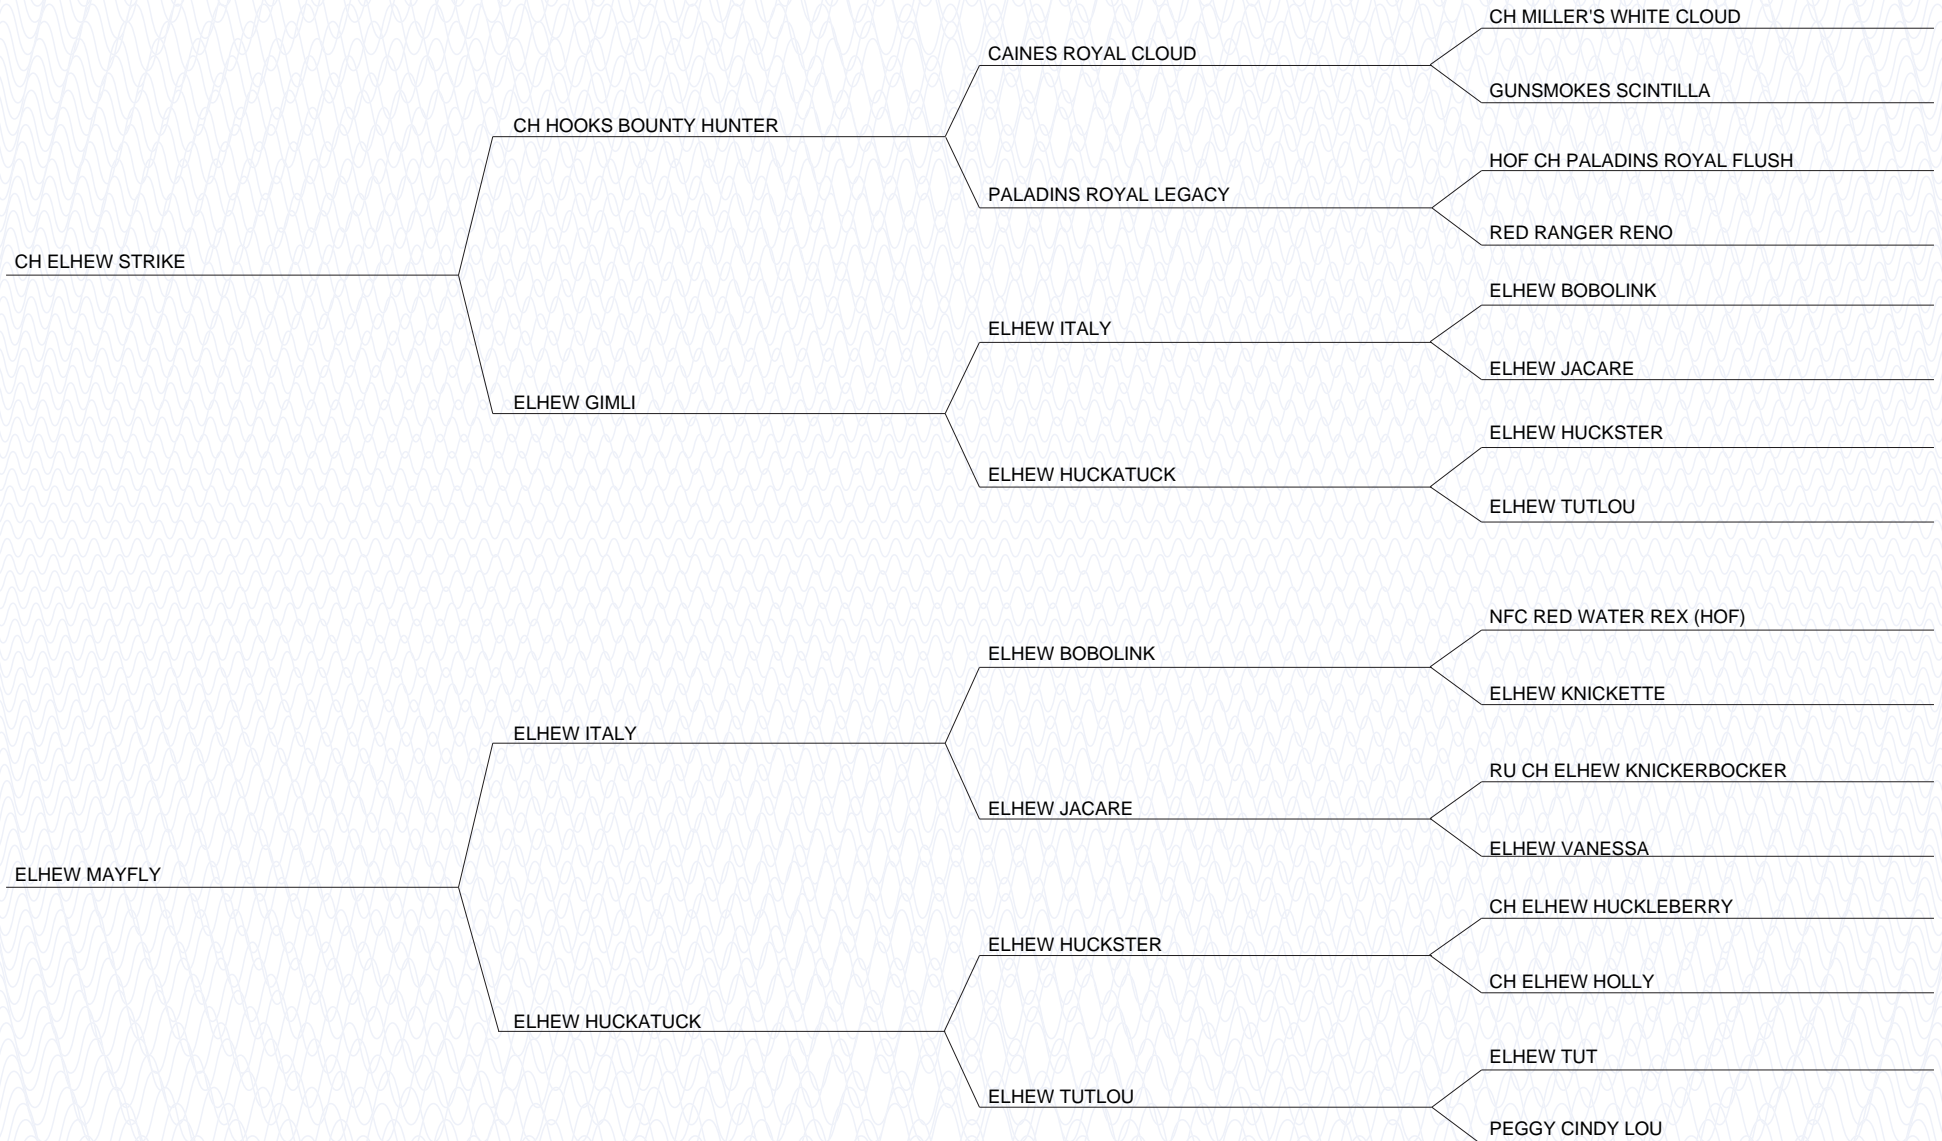 CH MILLER'S WHITE CLOUD
CAINES ROYAL CLOUD
GUNSMOKES SCINTILLA
CH HOOKS BOUNTY HUNTER
HOF CH PALADINS ROYAL FLUSH
PALADINS ROYAL LEGACY
RED RANGER RENO
CH ELHEW STRIKE
ELHEW BOBOLINK
ELHEW ITALY
ELHEW JACARE
ELHEW GIMLI
ELHEW HUCKSTER
ELHEW HUCKATUCK
ELHEW TUTLOU
NFC RED WATER REX (HOF)
ELHEW BOBOLINK
ELHEW KNICKETTE
ELHEW ITALY
RU CH ELHEW KNICKERBOCKER
ELHEW JACARE
ELHEW VANESSA
ELHEW MAYFLY
CH ELHEW HUCKLEBERRY
ELHEW HUCKSTER
CH ELHEW HOLLY
ELHEW HUCKATUCK
ELHEW TUT
ELHEW TUTLOU
PEGGY CINDY LOU